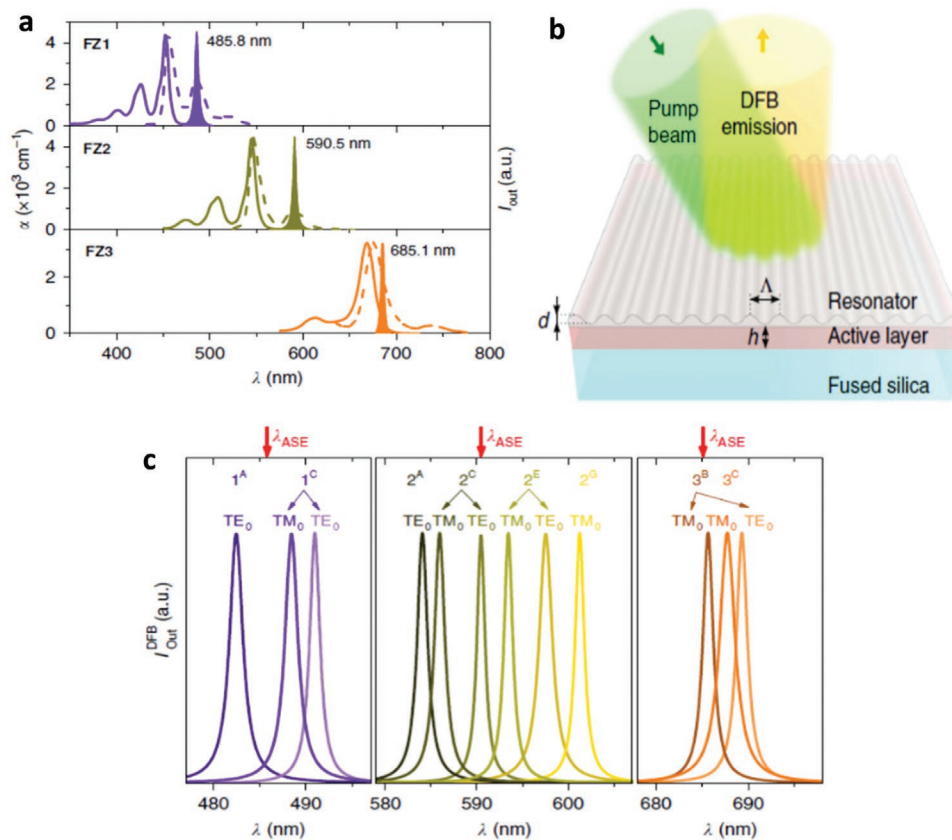 a
FZ1
485.8 nm
FZ2
590.5 nm
FZ3
685.1 nm
4
2
0
4
2
0
2
0
α (×10³ cm⁻¹)
I_out (a.u.)
400 500 600 700 800
λ (nm)
b
Pump beam
DFB emission
Λ
d
h
Resonator
Active layer
Fused silica
c
λ_ASE λ_ASE λ_ASE
1^A 1^C 2^A 2^C 2^E 2^G 3^B 3^C
TE₀ TM₀ TE₀ TE₀ TM₀ TE₀ TM₀ TE₀ TM₀ TM₀ TM₀ TE₀
I_Out^DFB (a.u.)
480 490 580 590 600 680 690
λ (nm) λ (nm) λ (nm)